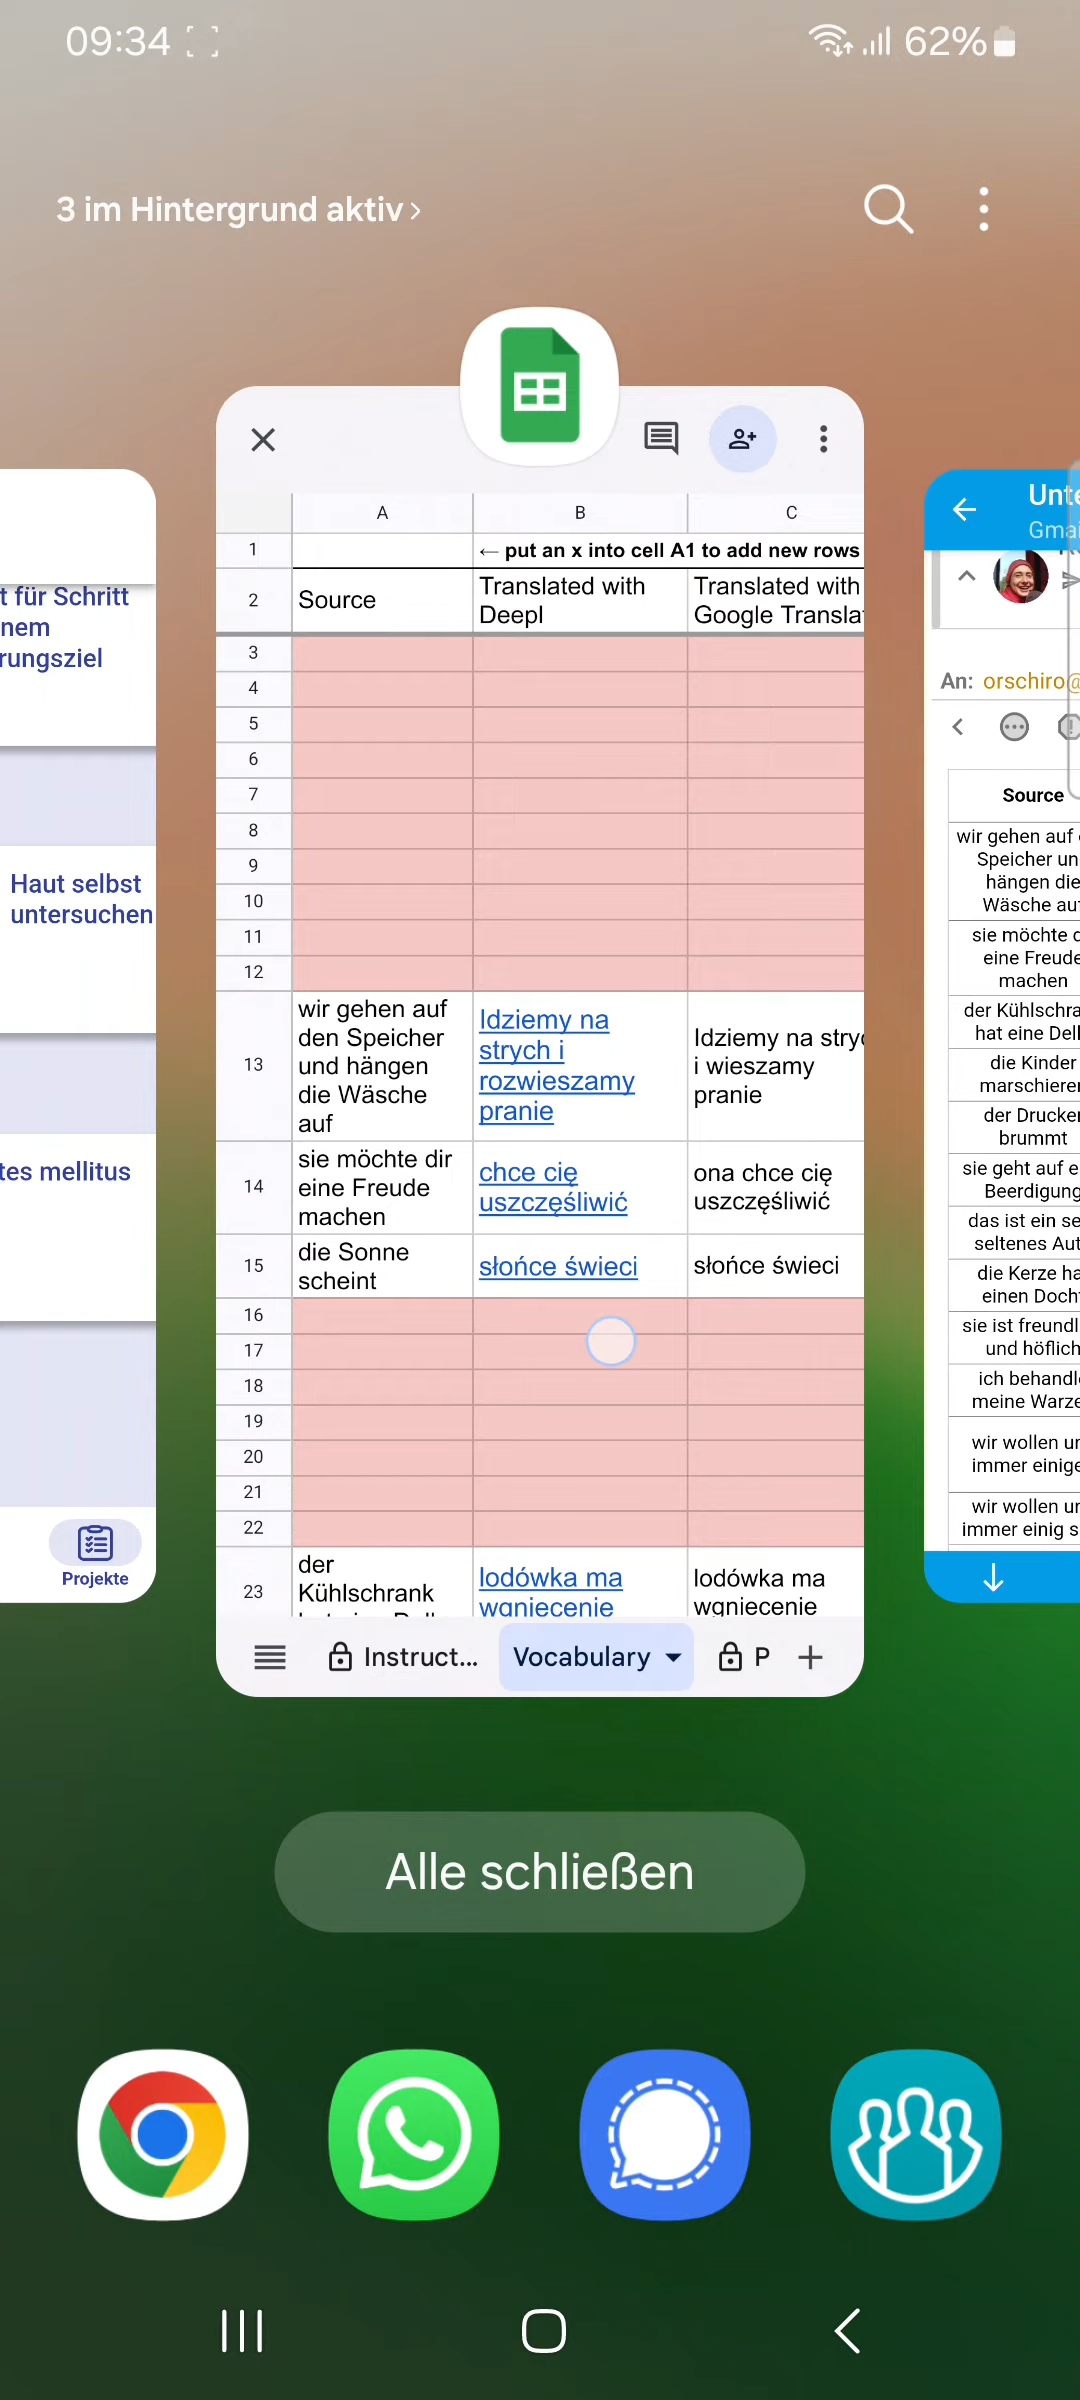 09:34
62%
3 im Hintergrund aktiv
t für Schritt
nem
rungsziel
Haut selbst
untersuchen
tes mellitus
Projekte
A B C
1 ← put an x into cell A1 to add new rows
2 Source Translated with Deepl Translated with Google Transla
3
4
5
6
7
8
9
10
11
12
13 wir gehen auf den Speicher und hängen die Wäsche auf Idziemy na strych i rozwieszamy pranie Idziemy na stryc i wieszamy pranie
14 sie möchte dir eine Freude machen chce cię uszczęśliwić ona chce cię uszczęśliwić
15 die Sonne scheint słońce świeci słońce świeci
16
17
18
19
20
21
22
23 der Kühlschrank lodówka ma wgniecenie lodówka ma wgniecenie
Instruct...
Vocabulary
P
Unte
Gmai
An: orschiro@
Source
wir gehen auf
Speicher un
hängen die
Wäsche au
sie möchte d
eine Freude
machen
der Kühlschra
hat eine Dell
die Kinder
marschieren
der Drucker
brummt
sie geht auf e
Beerdigung
das ist ein se
seltenes Aut
die Kerze ha
einen Docht
sie ist freundl
und höflich
ich behandle
meine Warze
wir wollen un
immer einige
wir wollen un
immer einig s
Alle schließen